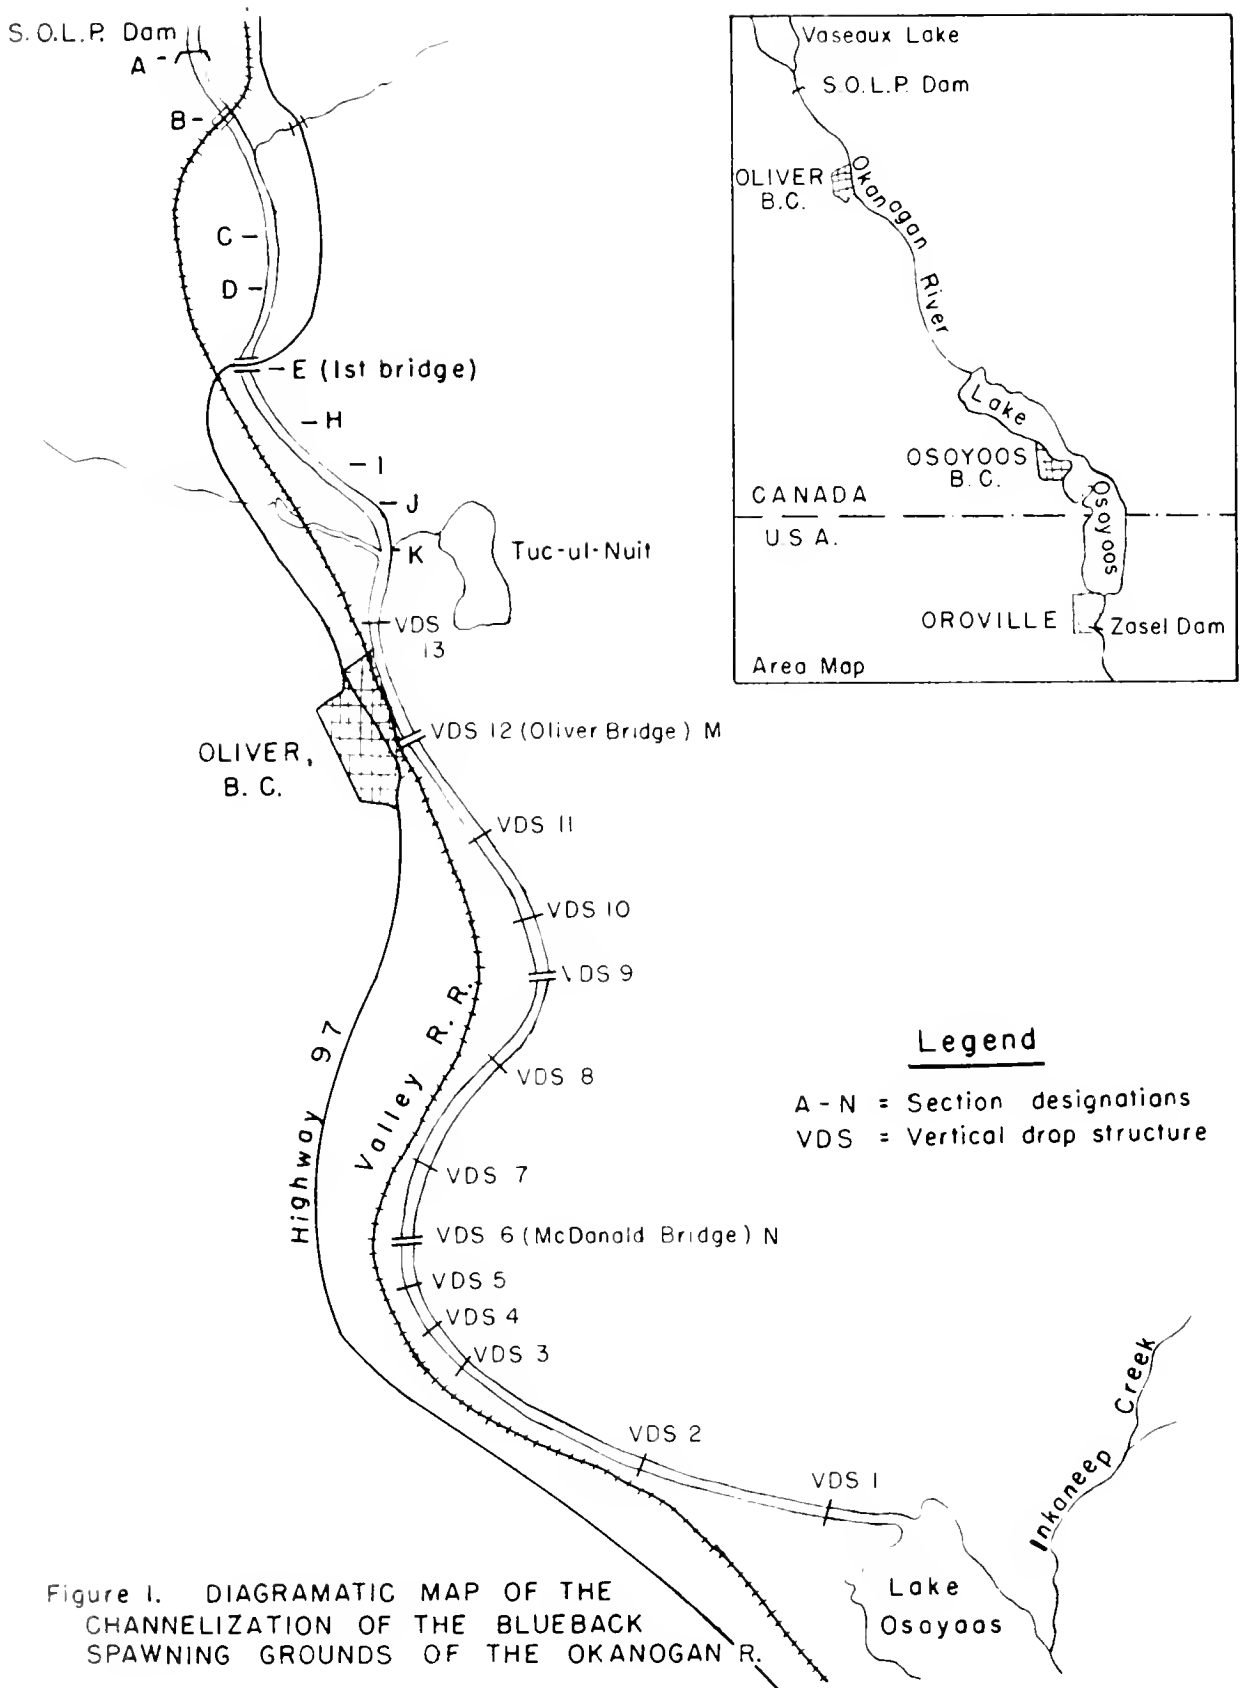 S.O.L.P. Dam
A
B
C
D
E (1st bridge)
H
I
J
K
Tuc-ul-Nuit
VDS
13
OLIVER,
B. C.
VDS 12 (Oliver Bridge) M
VDS 11
VDS 10
VDS 9
VDS 8
VDS 7
VDS 6 (McDonald Bridge) N
VDS 5
VDS 4
VDS 3
VDS 2
VDS 1
Highway 97
Valley R. R.
Inkaneep Creek
Lake
Osoyoos
Vaseaux Lake
S.O.L.P. Dam
OLIVER
B.C.
Okanagan River
Lake
OSOYOOS
B. C.
Osoyoos
CANADA
U.S A.
OROVILLE
Zasel Dam
Area Map
Legend
A - N = Section designations
VDS = Vertical drop structure
Figure 1. DIAGRAMATIC MAP OF THE
CHANNELIZATION OF THE BLUEBACK
SPAWNING GROUNDS OF THE OKANOGAN R.